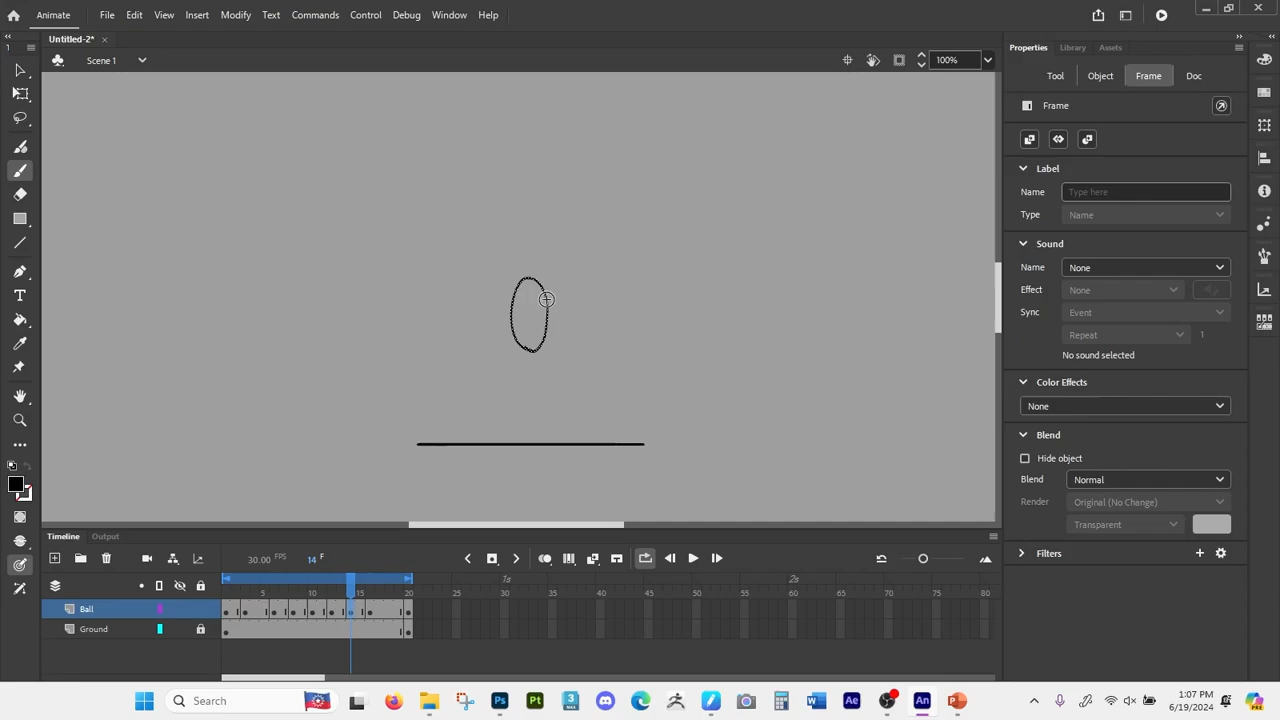 Animate File Edit View Insert Modify Text Commands Control Debug Window Help
Untitled-2*
1
Scene 1
100%
Properties Library Assets
Tool Object Frame Doc
Frame
Label
Name Type here
Type Name
Sound
Name None
Effect None
Sync Event
Repeat 1
No sound selected
Color Effects
None
Blend
Hide object
Blend Normal
Render Original (No Change)
Transparent
Filters
Timeline Output
30.00 FPS 14 F
1s 2s
5 10 15 20 25 30 35 40 45 50 55 60 65 70 75 80
Ball
Ground
Search
1:07 PM
6/19/2024